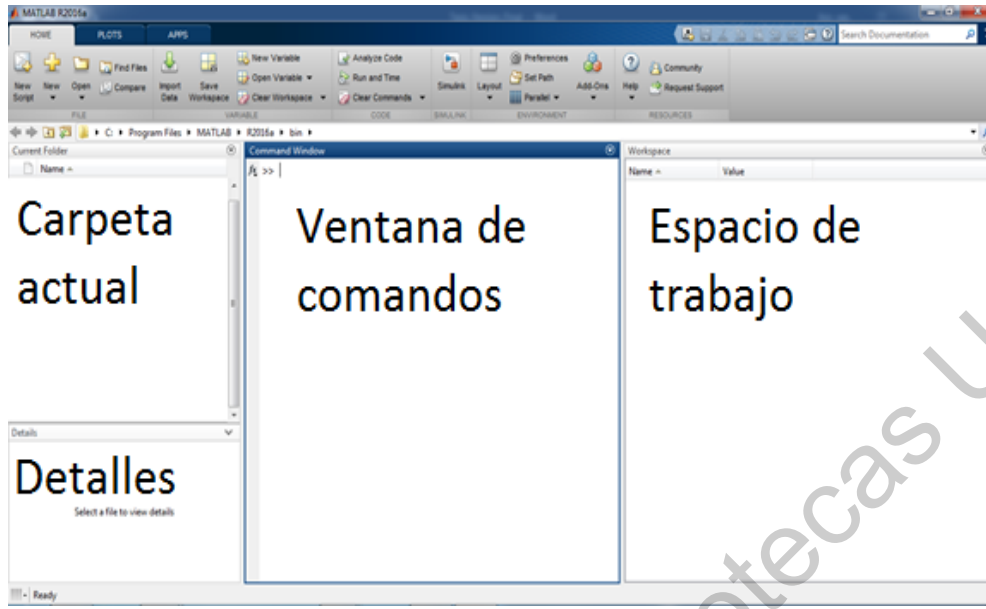 MATLAB R2016a
HOME PLOTS APPS
Search Documentation
New Script
New
Open
Find Files
Compare
Import Data
Save Workspace
New Variable
Open Variable
Clear Workspace
Analyze Code
Run and Time
Clear Commands
Simulink
Layout
Preferences
Set Path
Parallel
Add-Ons
Help
Community
Request Support
FILE VARIABLE CODE SIMULINK ENVIRONMENT RESOURCES
C: Program Files MATLAB R2016a bin
Current Folder
Name
Carpeta
actual
Details
Detalles
Select a file to view details
Command Window
fx >>
Ventana de
comandos
Workspace
Name Value
Espacio de
trabajo
Ready